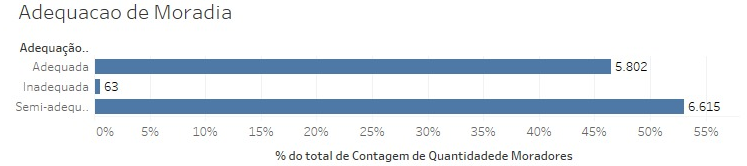 Adequacao de Moradia
Adequação..
Adequada 5.802
Inadequada 63
Semi-adequ.. 6.615
0% 5% 10% 15% 20% 25% 30% 35% 40% 45% 50% 55%
% do total de Contagem de Quantidadede Moradores